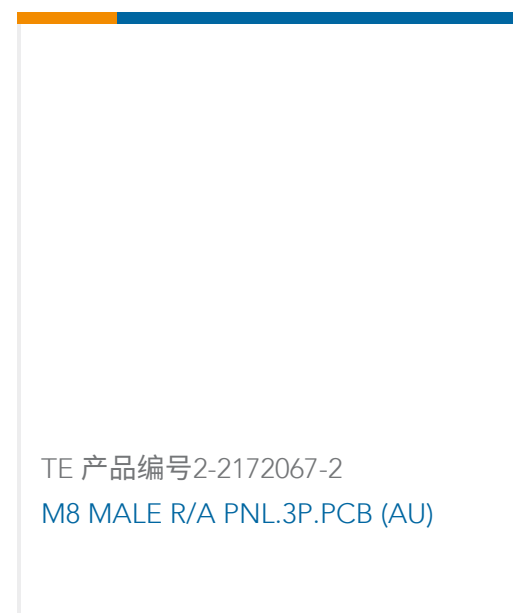 TE 产品编号2-2172067-2
M8 MALE R/A PNL.3P.PCB (AU)